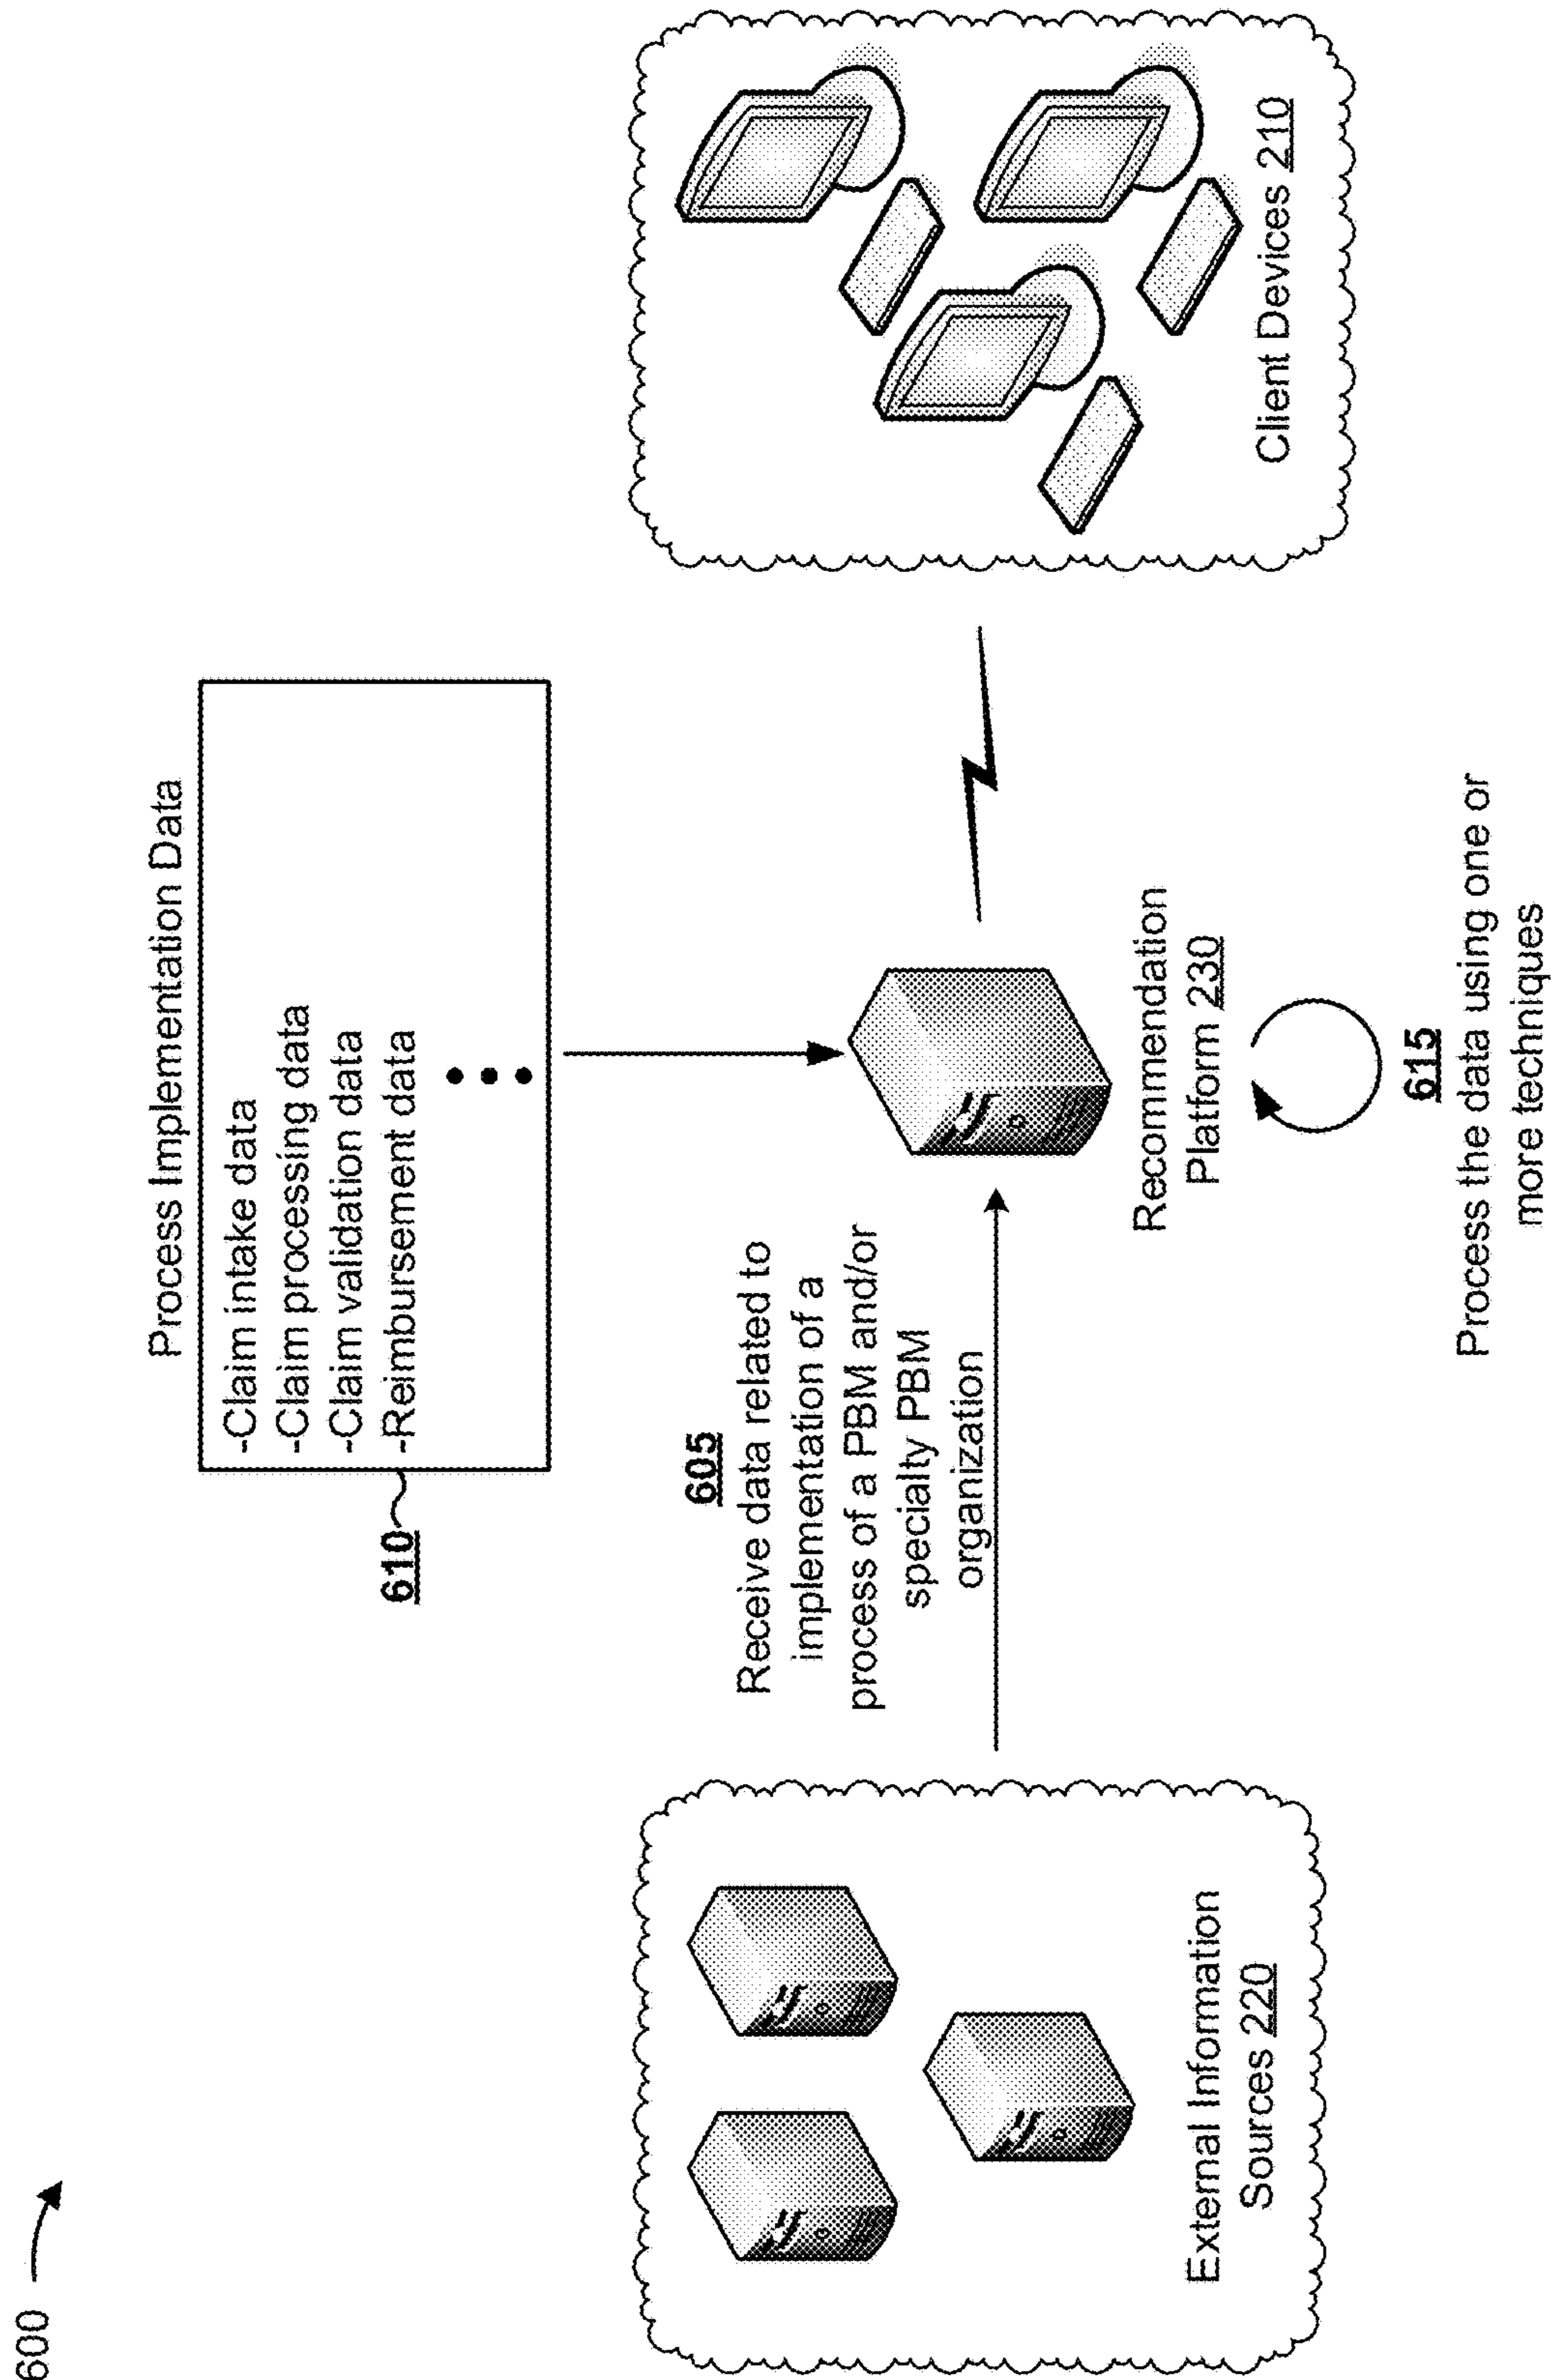 600
Process Implementation Data
-Claim intake data
-Claim processing data
-Claim validation data
-Reimbursement data
610
605
Receive data related to
implementation of a
process of a PBM and/or
specialty PBM
organization
External Information
Sources 220
Recommendation
Platform 230
615
Process the data using one or
more techniques
Client Devices 210